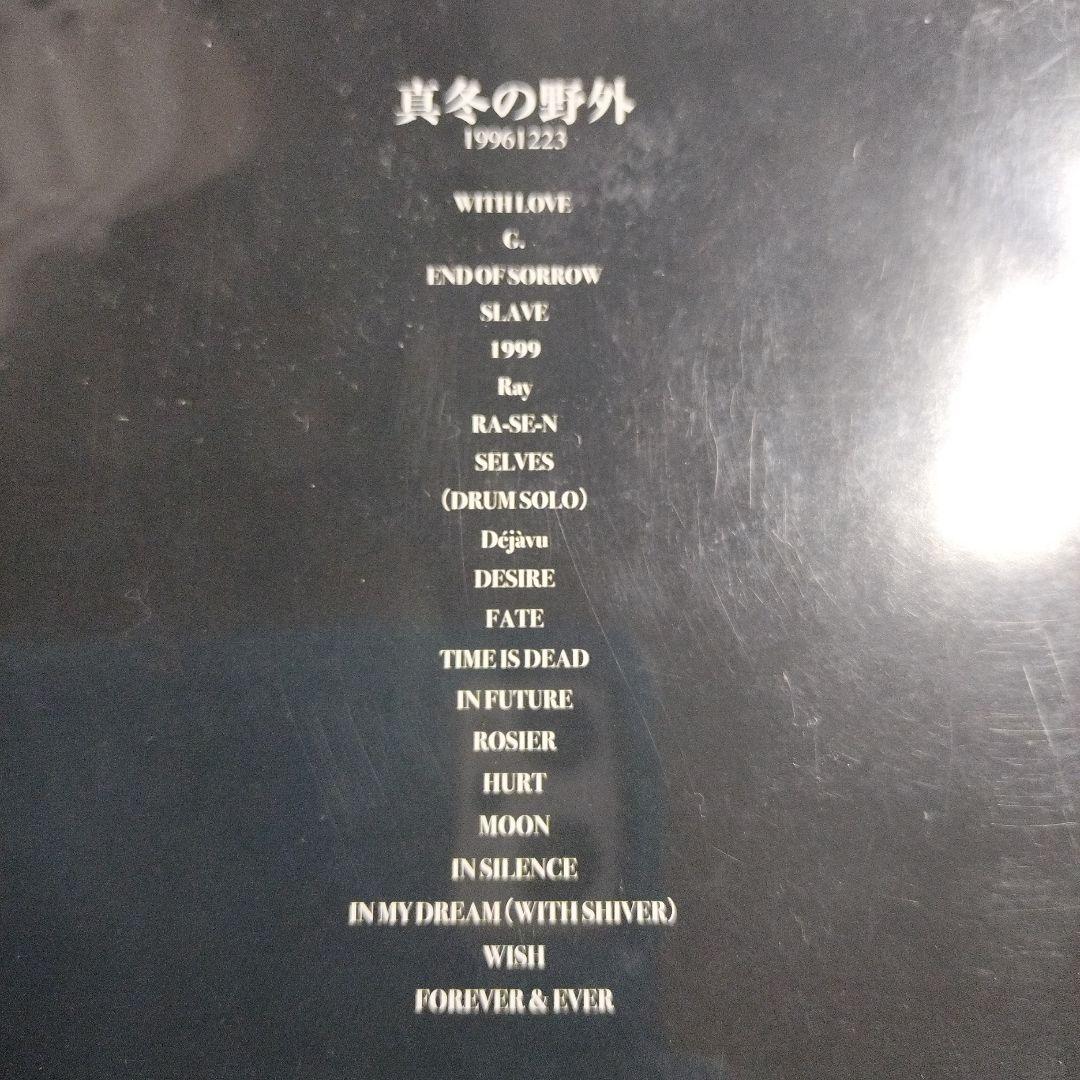 真冬の野外
19961223
WITH LOVE
G.
END OF SORROW
SLAVE
1999
Ray
RA-SE-N
SELVES
(DRUM SOLO)
Déjàvu
DESIRE
FATE
TIME IS DEAD
IN FUTURE
ROSIER
HURT
MOON
IN SILENCE
IN MY DREAM (WITH SHIVER)
WISH
FOREVER & EVER